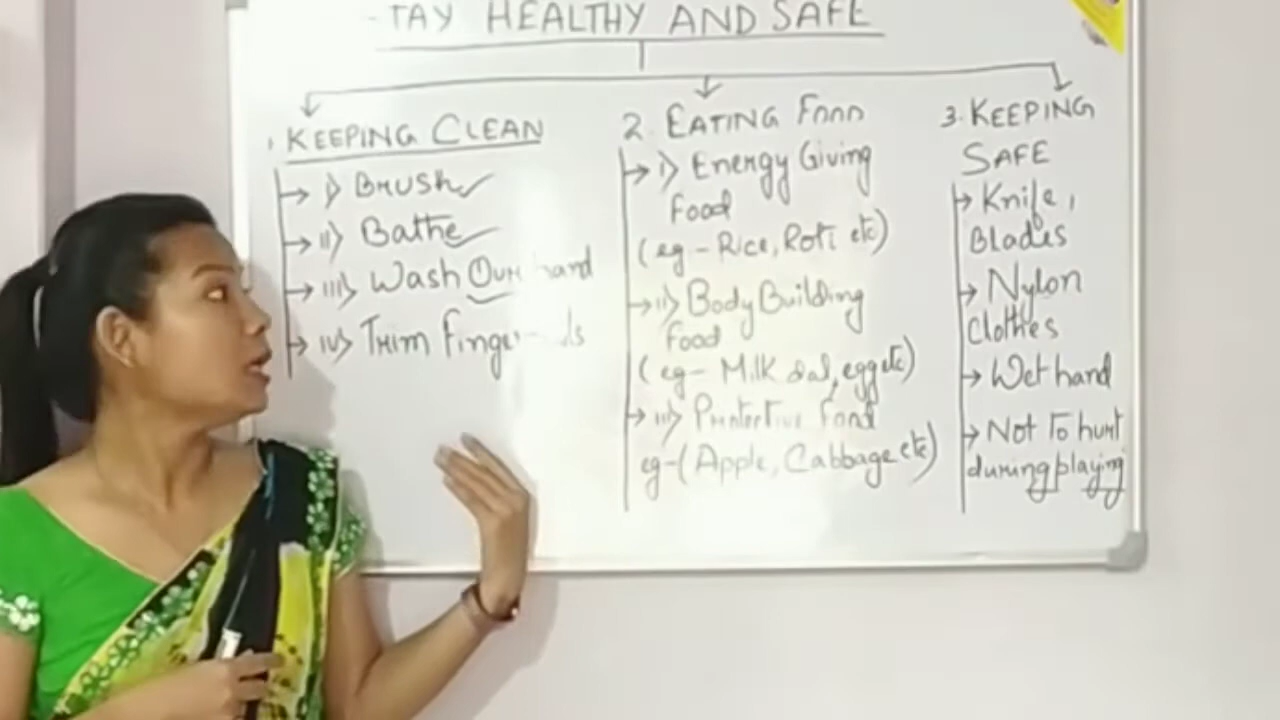 TAY HEALTHY AND SAFE
1. KEEPING CLEAN
→ i) Brush ✓
→ ii) Bathe ✓
→ iii) Wash Our hand
→ iv) Trim
2. EATING FOOD
→ i) Energy Giving
Food
(eg - Rice, Roti etc)
→ ii) Body Building
Food
(eg - Milk dal, egg etc)
→ iii) Protective Food
eg-(Apple, Cabbage etc)
3. KEEPING
SAFE
→ Knife,
Blades
→ Nylon
Clothes
→ Wet hand
→ Not To hurt
during playing